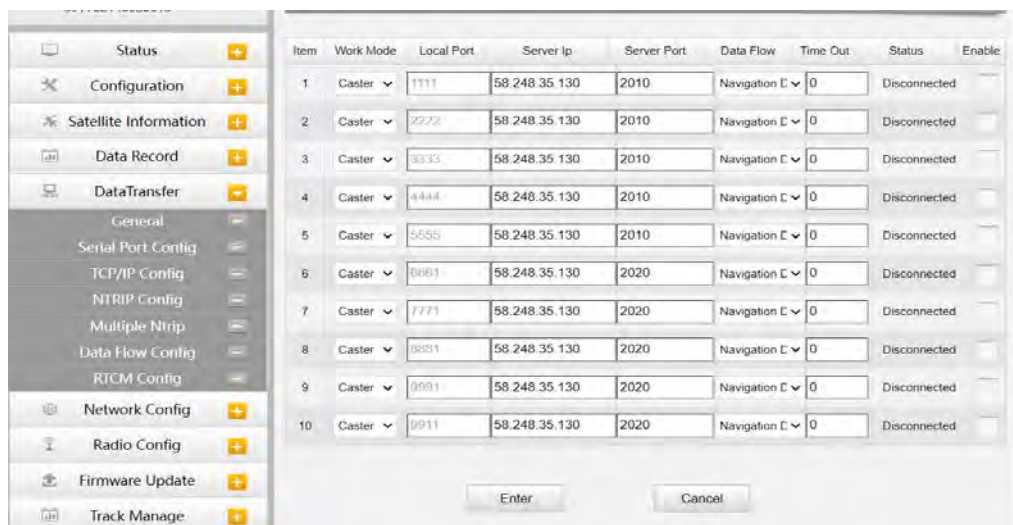 Status
Configuration
Satellite Information
Data Record
DataTransfer
General
Serial Port Config
TCP/IP Config
NTRIP Config
Multiple Ntrip
Data Flow Config
RTCM Config
Network Config
Radio Config
Firmware Update
Track Manage
Item Work Mode Local Port Server Ip Server Port Data Flow Time Out Status Enable
1 Caster 1111 58.248.35.130 2010 Navigation D 0 Disconnected
2 Caster 2222 58.248.35.130 2010 Navigation D 0 Disconnected
3 Caster 3333 58.248.35.130 2010 Navigation D 0 Disconnected
4 Caster 4444 58.248.35.130 2010 Navigation D 0 Disconnected
5 Caster 5555 58.248.35.130 2010 Navigation D 0 Disconnected
6 Caster 58.248.35.130 2020 Navigation D 0 Disconnected
7 Caster 7771 58.248.35.130 2020 Navigation D 0 Disconnected
8 Caster 58.248.35.130 2020 Navigation D 0 Disconnected
9 Caster 9991 58.248.35.130 2020 Navigation D 0 Disconnected
10 Caster 9911 58.248.35.130 2020 Navigation D 0 Disconnected
Enter Cancel